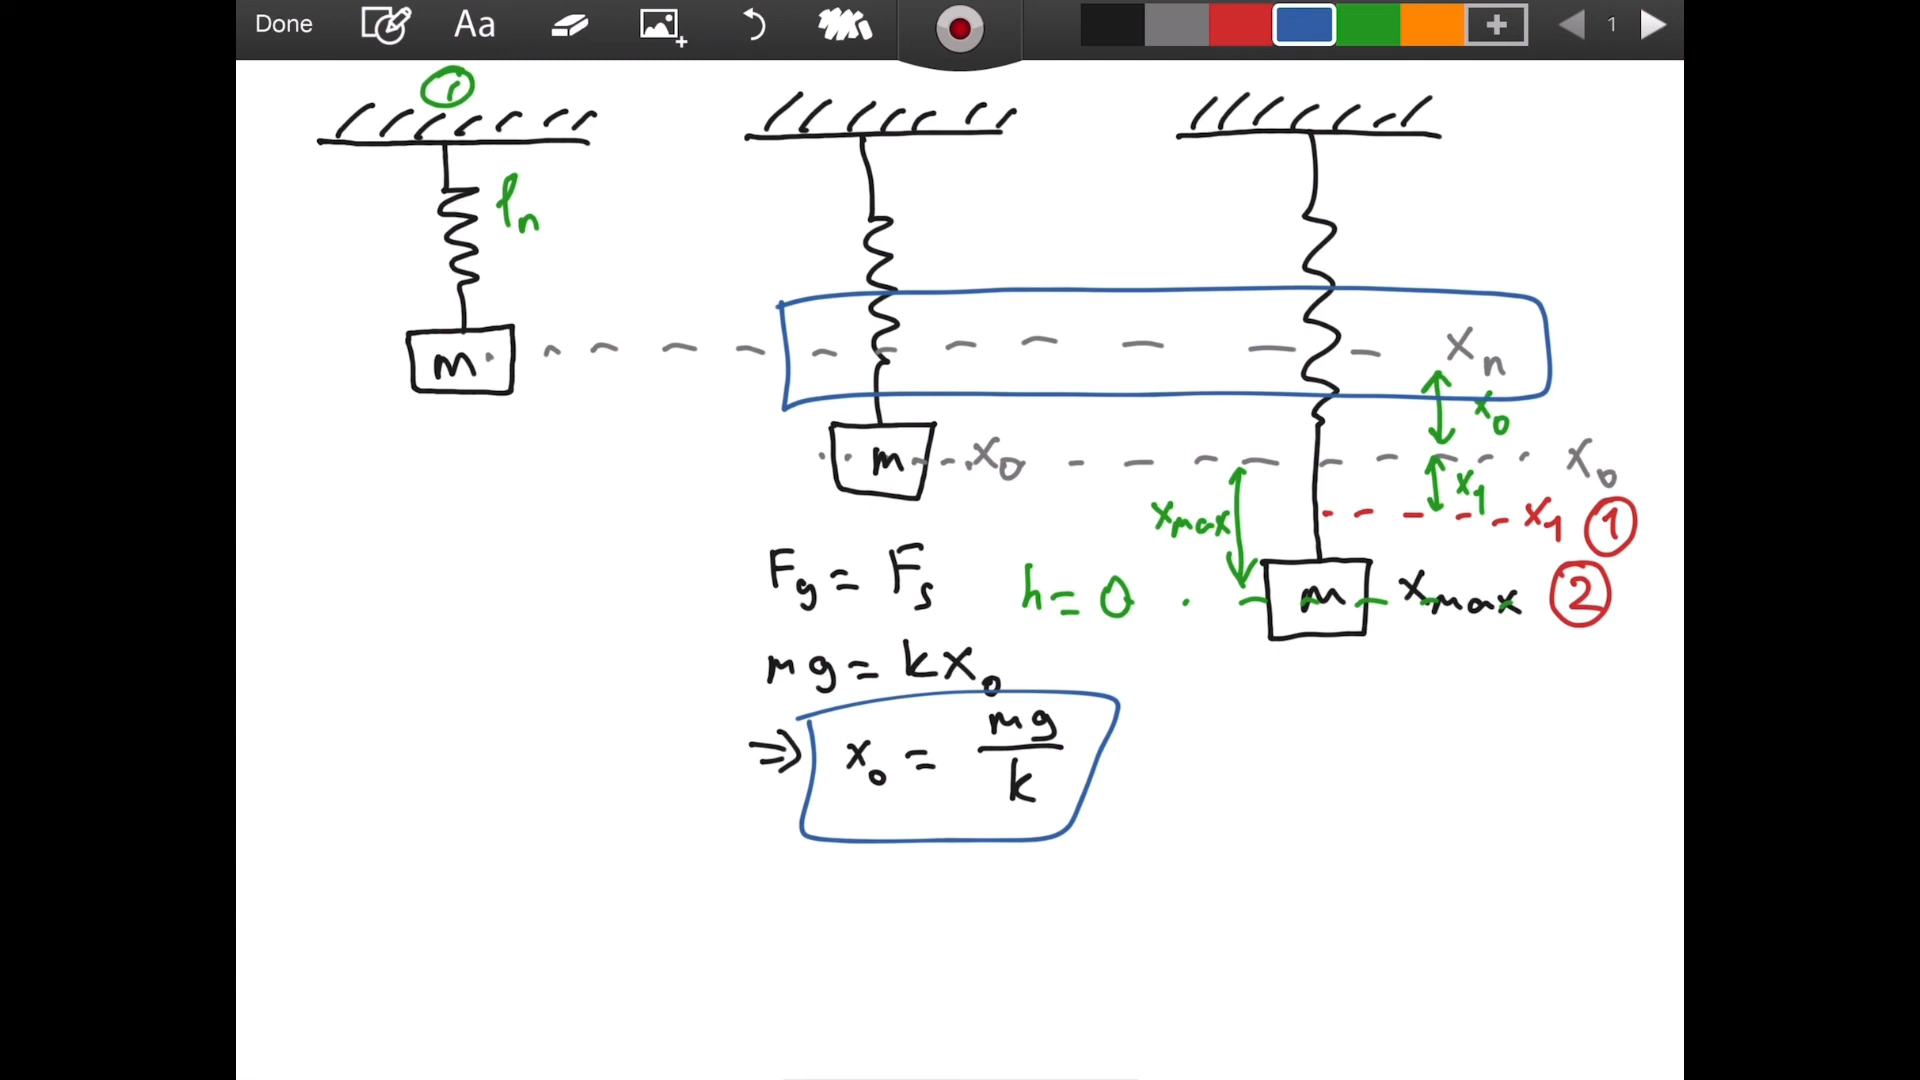 Done Aa 1
1
lₙ
m
xₙ
x₀
m x₀
x₀
x₁
xmax
x₁ ①
Fg = Fs
h = 0
m xmax ②
mg = kx₀
⇒ x₀ = mg/k